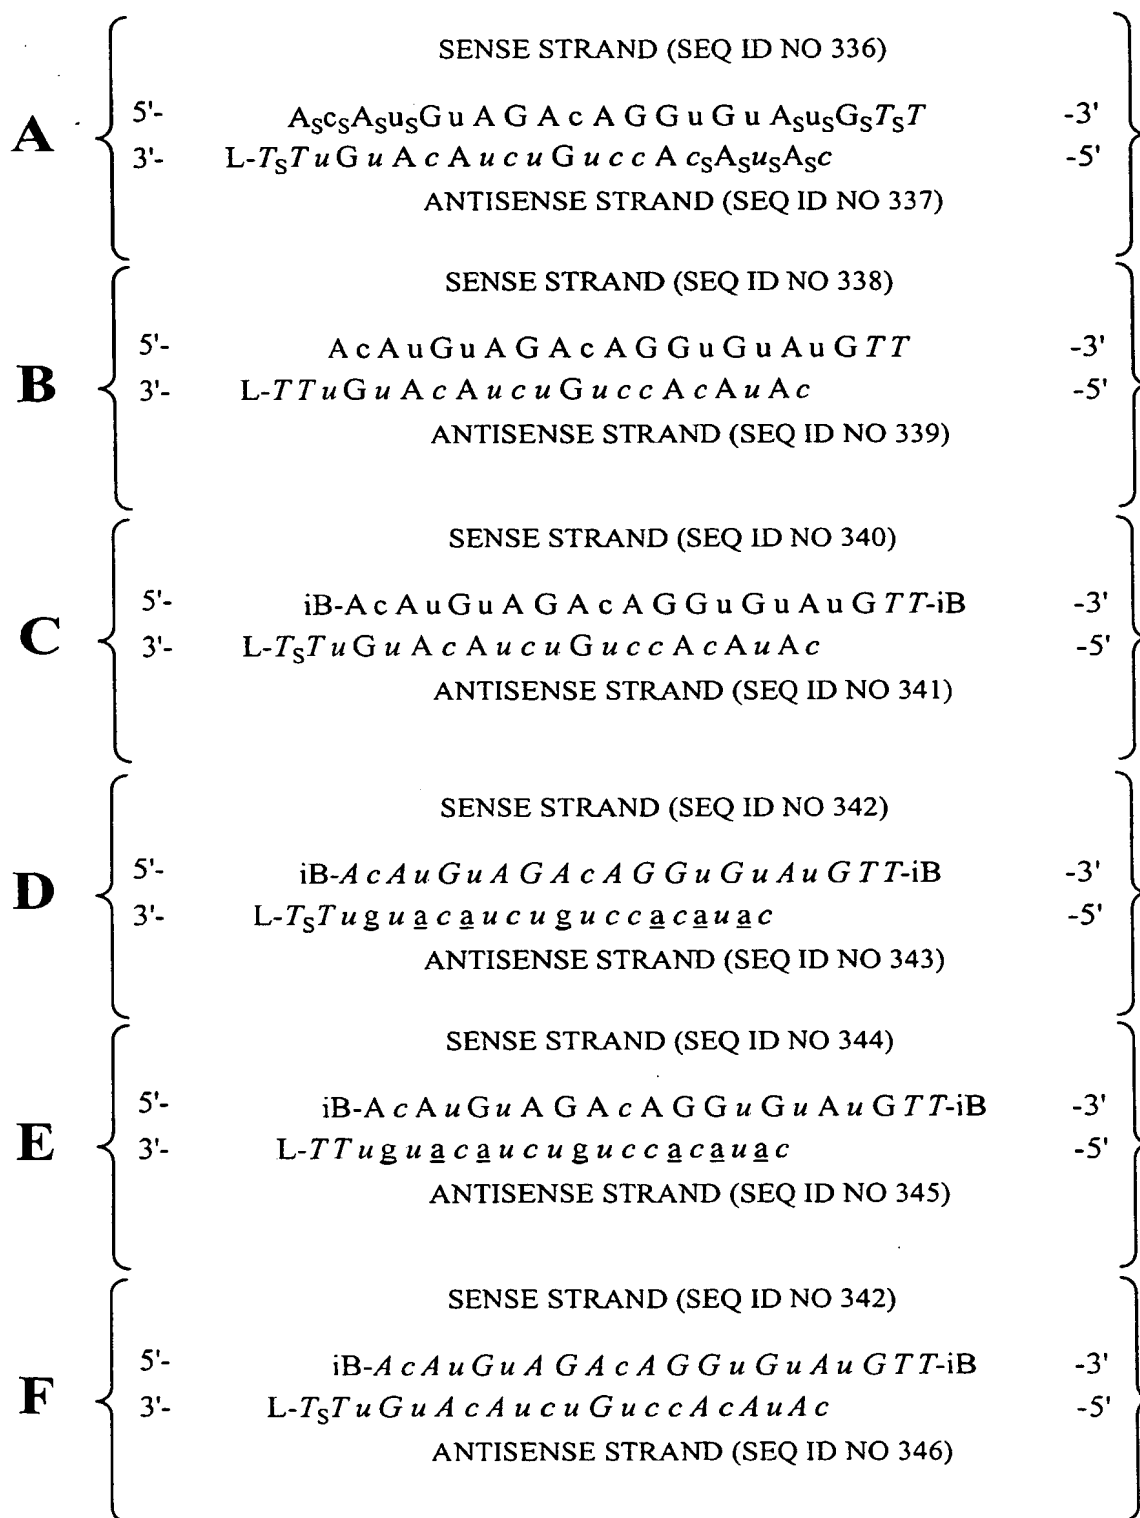 SENSE STRAND (SEQ ID NO 336)
5'- AScSASuSGuAGAcAGGuGuASuSGSTST -3'
A
3'- L-TSTuGuAcAucuGuccAcSASuSASc -5'
ANTISENSE STRAND (SEQ ID NO 337)
SENSE STRAND (SEQ ID NO 338)
5'- AcAuGuAGAcAGGuGuAuGTT -3'
B
3'- L-TTuGuAcAucuGuccAcAuAc -5'
ANTISENSE STRAND (SEQ ID NO 339)
SENSE STRAND (SEQ ID NO 340)
5'- iB-AcAuGuAGAcAGGuGuAuGTT-iB -3'
C
3'- L-TSTuGuAcAucuGuccAcAuAc -5'
ANTISENSE STRAND (SEQ ID NO 341)
SENSE STRAND (SEQ ID NO 342)
5'- iB-AcAuGuAGAcAGGuGuAuGTT-iB -3'
D
3'- L-TSTuguacaucuguccacauac -5'
ANTISENSE STRAND (SEQ ID NO 343)
SENSE STRAND (SEQ ID NO 344)
5'- iB-AcAuGuAGAcAGGuGuAuGTT-iB -3'
E
3'- L-TTuguacaucuguccacauac -5'
ANTISENSE STRAND (SEQ ID NO 345)
SENSE STRAND (SEQ ID NO 342)
5'- iB-AcAuGuAGAcAGGuGuAuGTT-iB -3'
F
3'- L-TSTuGuAcAucuGuccAcAuAc -5'
ANTISENSE STRAND (SEQ ID NO 346)